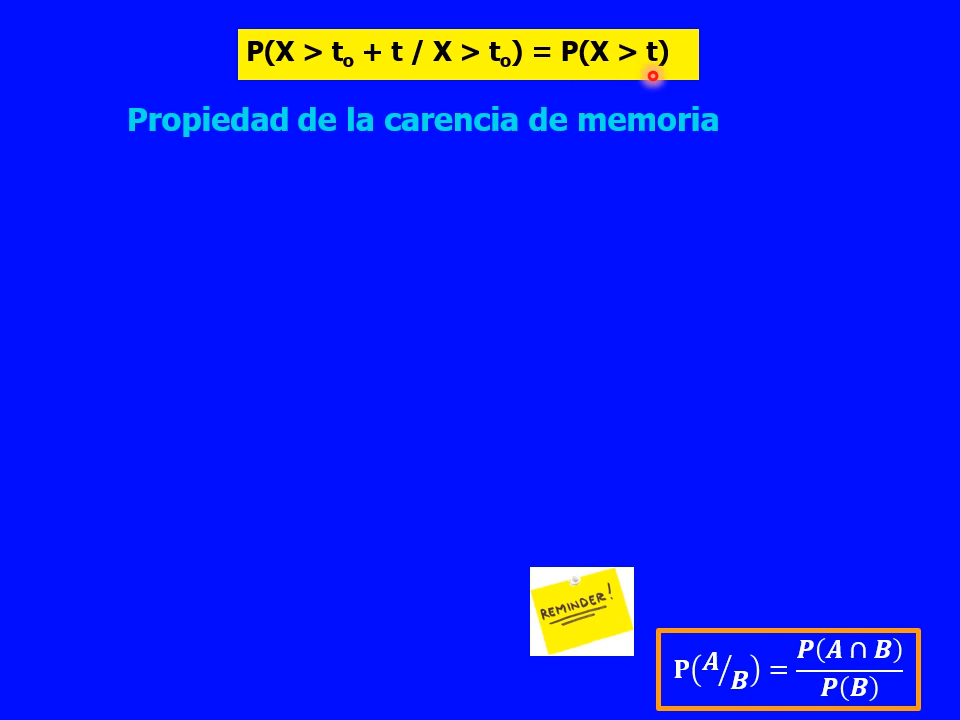 P(X > tₒ + t / X > tₒ) = P(X > t)
Propiedad de la carencia de memoria
REMINDER!
P(A/B) = P(A ∩ B) / P(B)